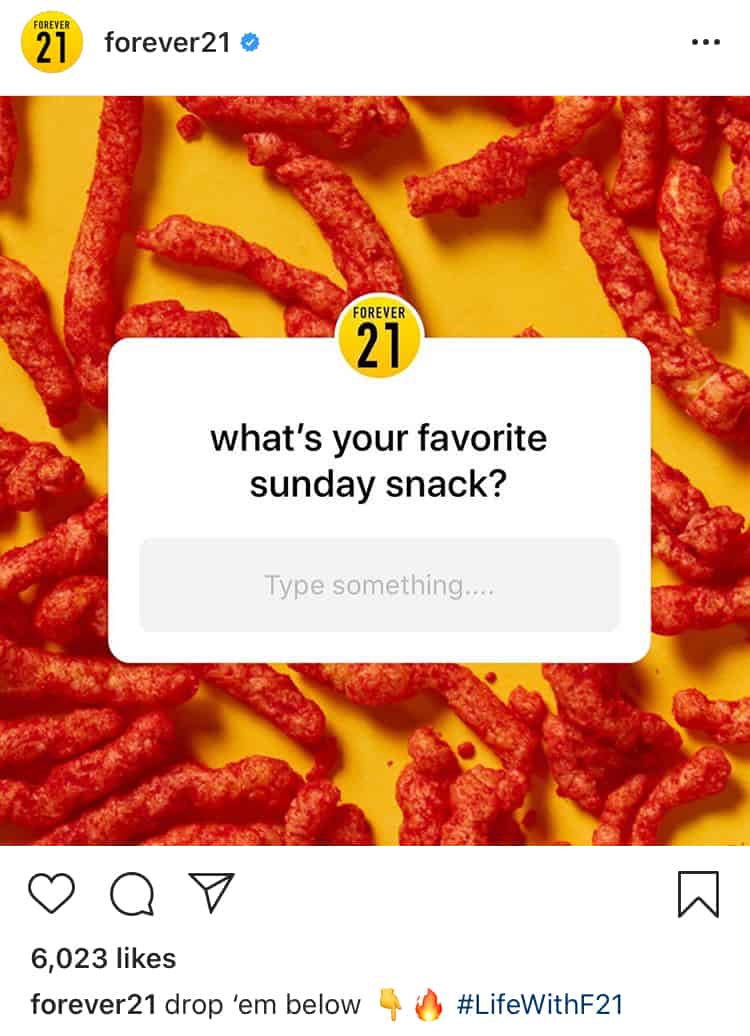 FOREVER
21
forever21
FOREVER
21
what’s your favorite
sunday snack?
Type something....
6,023 likes
forever21 drop ‘em below 👇🔥 #LifeWithF21